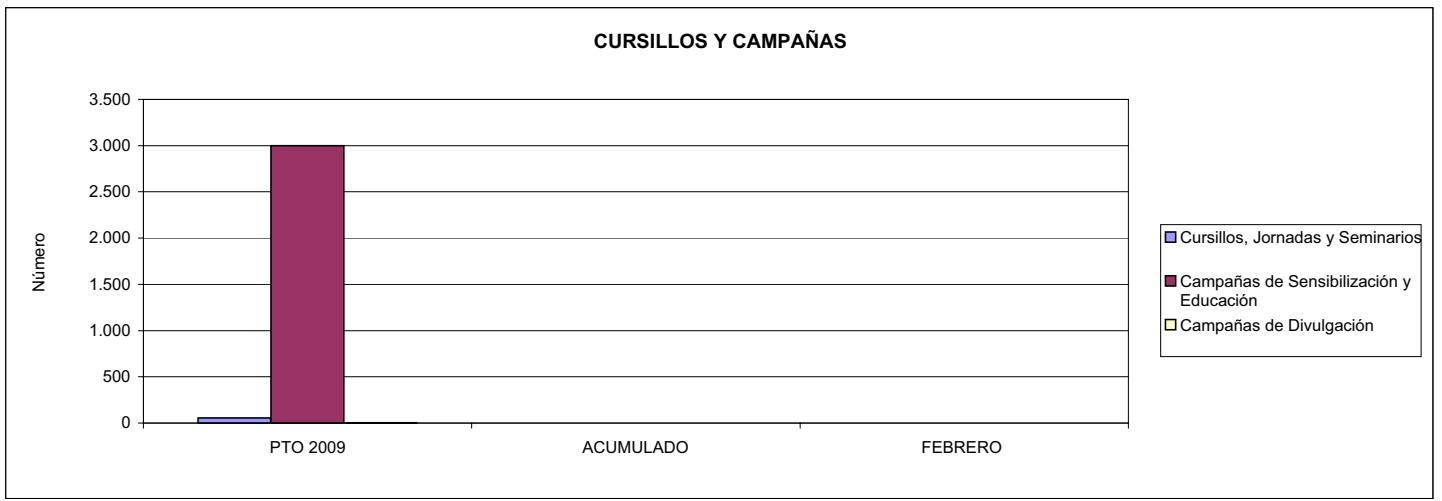 CURSILLOS Y CAMPAÑAS
3.500
3.000
2.500
2.000
1.500
1.000
500
0
Número
PTO 2009
ACUMULADO
FEBRERO
Cursillos, Jornadas y Seminarios
Campañas de Sensibilización y
Educación
Campañas de Divulgación